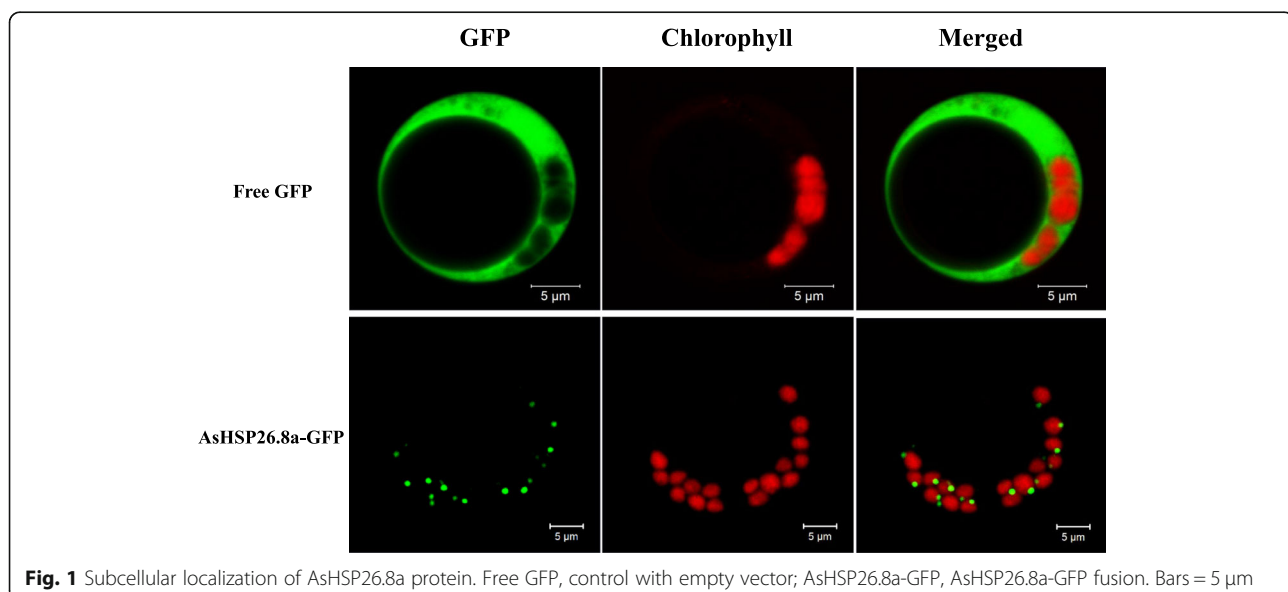 GFP Chlorophyll Merged
Free GFP
5 µm 5 µm 5 µm
AsHSP26.8a-GFP
5 µm 5 µm 5 µm
Fig. 1 Subcellular localization of AsHSP26.8a protein. Free GFP, control with empty vector; AsHSP26.8a-GFP, AsHSP26.8a-GFP fusion. Bars = 5 µm